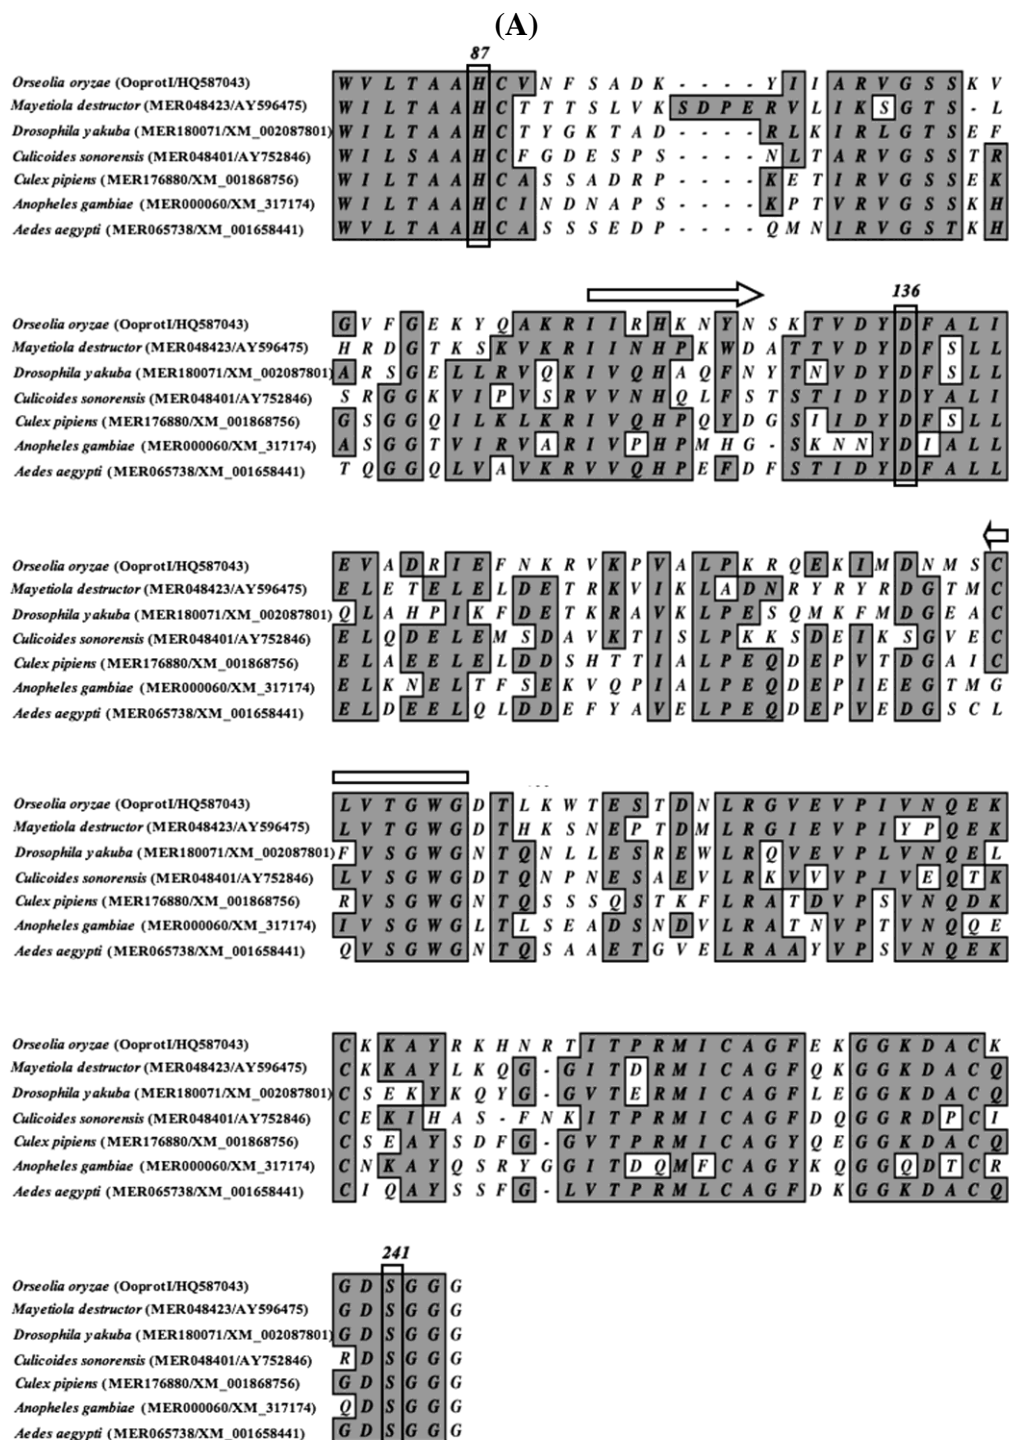 (A)
87
Orseolia oryzae (OoprotI/HQ587043) W V L T A A H C V N F S A D K - - - - Y I I A R V G S S K V
Mayetiola destructor (MER048423/AY596475) W I L T A A H C T T T S L V K S D P E R V L I K S G T S - L
Drosophila yakuba (MER180071/XM_002087801) W I L T A A H C T Y G K T A D - - - - R L K I R L G T S E F
Culicoides sonorensis (MER048401/AY752846) W I L S A A H C F G D E S P S - - - - N L T A R V G S S T R
Culex pipiens (MER176880/XM_001868756) W I L T A A H C A S S A D R P - - - - K E T I R V G S S E K
Anopheles gambiae (MER000060/XM_317174) W I L T A A H C I N D N A P S - - - - K P T V R V G S S K H
Aedes aegypti (MER065738/XM_001658441) W V L T A A H C A S S S E D P - - - - Q M N I R V G S T K H
136
Orseolia oryzae (OoprotI/HQ587043) G V F G E K Y Q A K R I I R H K N Y N S K T V D Y D F A L I
Mayetiola destructor (MER048423/AY596475) H R D G T K S K V K R I I N H P K W D A T T V D Y D F S L L
Drosophila yakuba (MER180071/XM_002087801) A R S G E L L R V Q K I V Q H A Q F N Y T N V D Y D F S L L
Culicoides sonorensis (MER048401/AY752846) S R G G K V I P V S R V V N H Q L F S T S T I D Y D Y A L I
Culex pipiens (MER176880/XM_001868756) G S G G Q I L K L K R I V Q H P Q Y D G S I I D Y D F S L L
Anopheles gambiae (MER000060/XM_317174) A S G G T V I R V A R I V P H P M H G - S K N N Y D I A L L
Aedes aegypti (MER065738/XM_001658441) T Q G G Q L V A V K R V V Q H P E F D F S T I D Y D F A L L
Orseolia oryzae (OoprotI/HQ587043) E V A D R I E F N K R V K P V A L P K R Q E K I M D N M S C
Mayetiola destructor (MER048423/AY596475) E L E T E L E L D E T R K V I K L A D N R Y R Y R D G T M C
Drosophila yakuba (MER180071/XM_002087801) Q L A H P I K F D E T K R A V K L P E S Q M K F M D G E A C
Culicoides sonorensis (MER048401/AY752846) E L Q D E L E M S D A V K T I S L P K K S D E I K S G V E C
Culex pipiens (MER176880/XM_001868756) E L A E E L E L D D S H T T I A L P E Q D E P V T D G A I C
Anopheles gambiae (MER000060/XM_317174) E L K N E L T F S E K V Q P I A L P E Q D E P I E E G T M G
Aedes aegypti (MER065738/XM_001658441) E L D E E L Q L D D E F Y A V E L P E Q D E P V E D G S C L
Orseolia oryzae (OoprotI/HQ587043) L V T G W G D T L K W T E S T D N L R G V E V P I V N Q E K
Mayetiola destructor (MER048423/AY596475) L V T G W G D T H K S N E P T D M L R G I E V P I Y P Q E K
Drosophila yakuba (MER180071/XM_002087801) F V S G W G N T Q N L L E S R E W L R Q V E V P L V N Q E L
Culicoides sonorensis (MER048401/AY752846) L V S G W G D T Q N P N E S A E V L R K V V V P I V E Q T K
Culex pipiens (MER176880/XM_001868756) R V S G W G N T Q S S S Q S T K F L R A T D V P S V N Q D K
Anopheles gambiae (MER000060/XM_317174) I V S G W G L T L S E A D S N D V L R A T N V P T V N Q Q E
Aedes aegypti (MER065738/XM_001658441) Q V S G W G N T Q S A A E T G V E L R A A Y V P S V N Q E K
Orseolia oryzae (OoprotI/HQ587043) C K K A Y R K H N R T I T P R M I C A G F E K G G K D A C K
Mayetiola destructor (MER048423/AY596475) C K K A Y L K Q G - G I T D R M I C A G F Q K G G K D A C Q
Drosophila yakuba (MER180071/XM_002087801) C S E K Y K Q Y G - G V T E R M I C A G F L E G G K D A C Q
Culicoides sonorensis (MER048401/AY752846) C E K I H A S - F N K I T P R M I C A G F D Q G G R D P C I
Culex pipiens (MER176880/XM_001868756) C S E A Y S D F G - G V T P R M I C A G Y Q E G G K D A C Q
Anopheles gambiae (MER000060/XM_317174) C N K A Y Q S R Y G G I T D Q M F C A G Y K Q G G Q D T C R
Aedes aegypti (MER065738/XM_001658441) C I Q A Y S S F G - L V T P R M L C A G F D K G G K D A C Q
241
Orseolia oryzae (OoprotI/HQ587043) G D S G G G
Mayetiola destructor (MER048423/AY596475) G D S G G G
Drosophila yakuba (MER180071/XM_002087801) G D S G G G
Culicoides sonorensis (MER048401/AY752846) R D S G G G
Culex pipiens (MER176880/XM_001868756) G D S G G G
Anopheles gambiae (MER000060/XM_317174) Q D S G G G
Aedes aegypti (MER065738/XM_001658441) G D S G G G